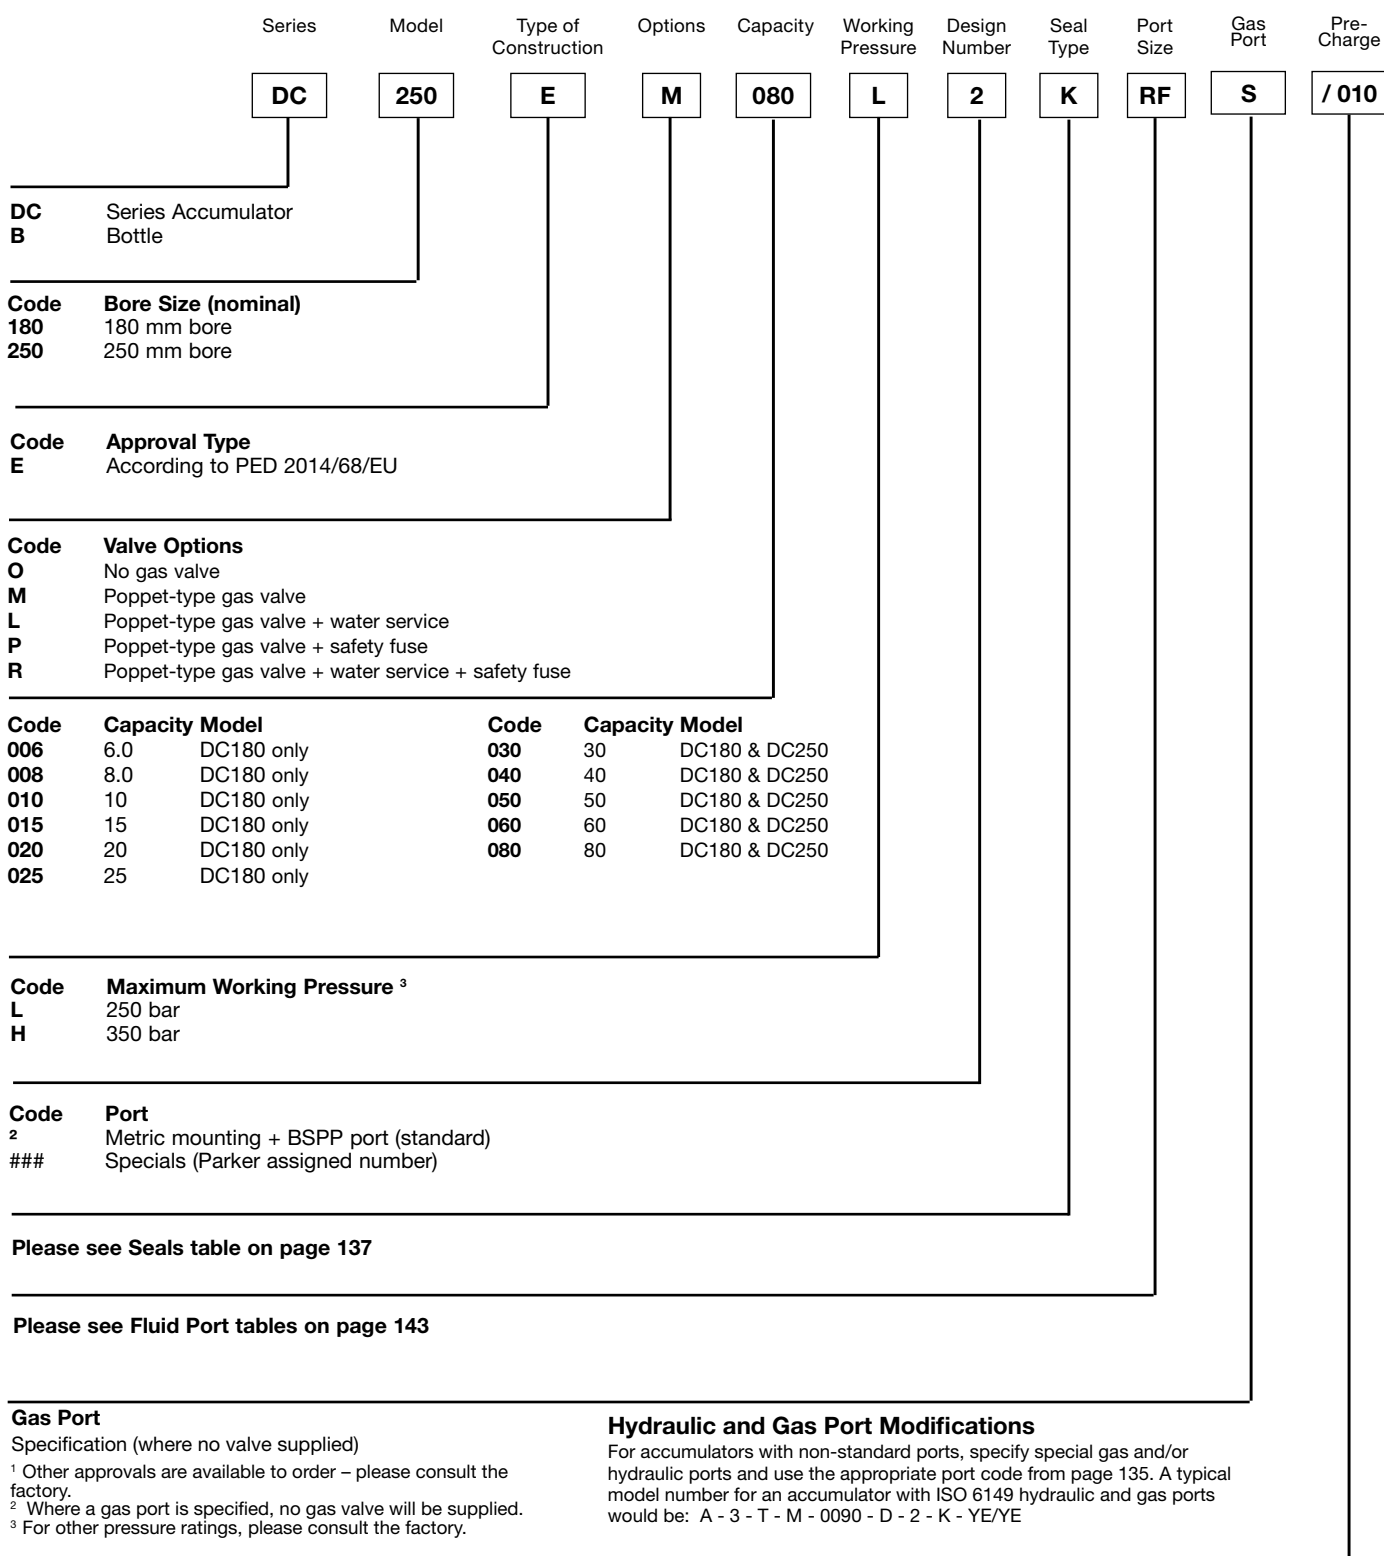 Series Model Type of Construction Options Capacity Working Pressure Design Number Seal Type Port Size Gas Port Pre-Charge
DC 250 E M 080 L 2 K RF S / 010
DC Series Accumulator
B Bottle
Code Bore Size (nominal)
180 180 mm bore
250 250 mm bore
Code Approval Type
E According to PED 2014/68/EU
Code Valve Options
O No gas valve
M Poppet-type gas valve
L Poppet-type gas valve + water service
P Poppet-type gas valve + safety fuse
R Poppet-type gas valve + water service + safety fuse
Code Capacity Model Code Capacity Model
006 6.0 DC180 only 030 30 DC180 & DC250
008 8.0 DC180 only 040 40 DC180 & DC250
010 10 DC180 only 050 50 DC180 & DC250
015 15 DC180 only 060 60 DC180 & DC250
020 20 DC180 only 080 80 DC180 & DC250
025 25 DC180 only
Code Maximum Working Pressure ³
L 250 bar
H 350 bar
Code Port
² Metric mounting + BSPP port (standard)
### Specials (Parker assigned number)
Please see Seals table on page 137
Please see Fluid Port tables on page 143
Gas Port
Specification (where no valve supplied)
¹ Other approvals are available to order – please consult the
factory.
² Where a gas port is specified, no gas valve will be supplied.
³ For other pressure ratings, please consult the factory.
Hydraulic and Gas Port Modifications
For accumulators with non-standard ports, specify special gas and/or
hydraulic ports and use the appropriate port code from page 135. A typical
model number for an accumulator with ISO 6149 hydraulic and gas ports
would be: A - 3 - T - M - 0090 - D - 2 - K - YE/YE